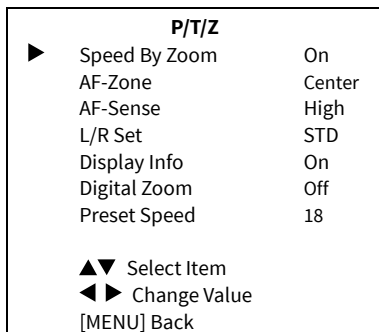 P/T/Z
▶ Speed By Zoom On
AF-Zone Center
AF-Sense High
L/R Set STD
Display Info On
Digital Zoom Off
Preset Speed 18
▲▼ Select Item
◀ ▶ Change Value
[MENU] Back